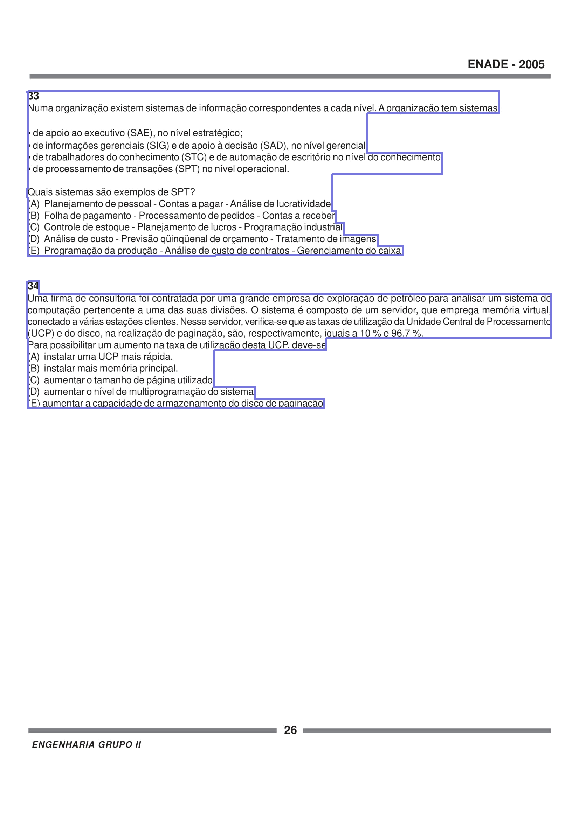 ENADE - 2005
33
Numa organização existem sistemas de informação correspondentes a cada nível. A organização tem sistemas
• de apoio ao executivo (SAE), no nível estratégico;
• de informações gerenciais (SIG) e de apoio à decisão (SAD), no nível gerencial;
• de trabalhadores do conhecimento (STC) e de automação de escritório no nível do conhecimento;
• de processamento de transações (SPT) no nível operacional.
Quais sistemas são exemplos de SPT?
(A) Planejamento de pessoal - Contas a pagar - Análise de lucratividade
(B) Folha de pagamento - Processamento de pedidos - Contas a receber
(C) Controle de estoque - Planejamento de lucros - Programação industrial
(D) Análise de custo - Previsão qüinqüenal de orçamento - Tratamento de imagens
(E) Programação da produção - Análise de custo de contratos - Gerenciamento do caixa
34
Uma firma de consultoria foi contratada por uma grande empresa de exploração de petróleo para analisar um sistema de
computação pertencente a uma das suas divisões. O sistema é composto de um servidor, que emprega memória virtual,
conectado a várias estações clientes. Nesse servidor, verifica-se que as taxas de utilização da Unidade Central de Processamento
(UCP) e do disco, na realização de paginação, são, respectivamente, iguais a 10 % e 96,7 %.
Para possibilitar um aumento na taxa de utilização desta UCP, deve-se
(A) instalar uma UCP mais rápida.
(B) instalar mais memória principal.
(C) aumentar o tamanho de página utilizado.
(D) aumentar o nível de multiprogramação do sistema.
(E) aumentar a capacidade de armazenamento do disco de paginação.
26
ENGENHARIA GRUPO II